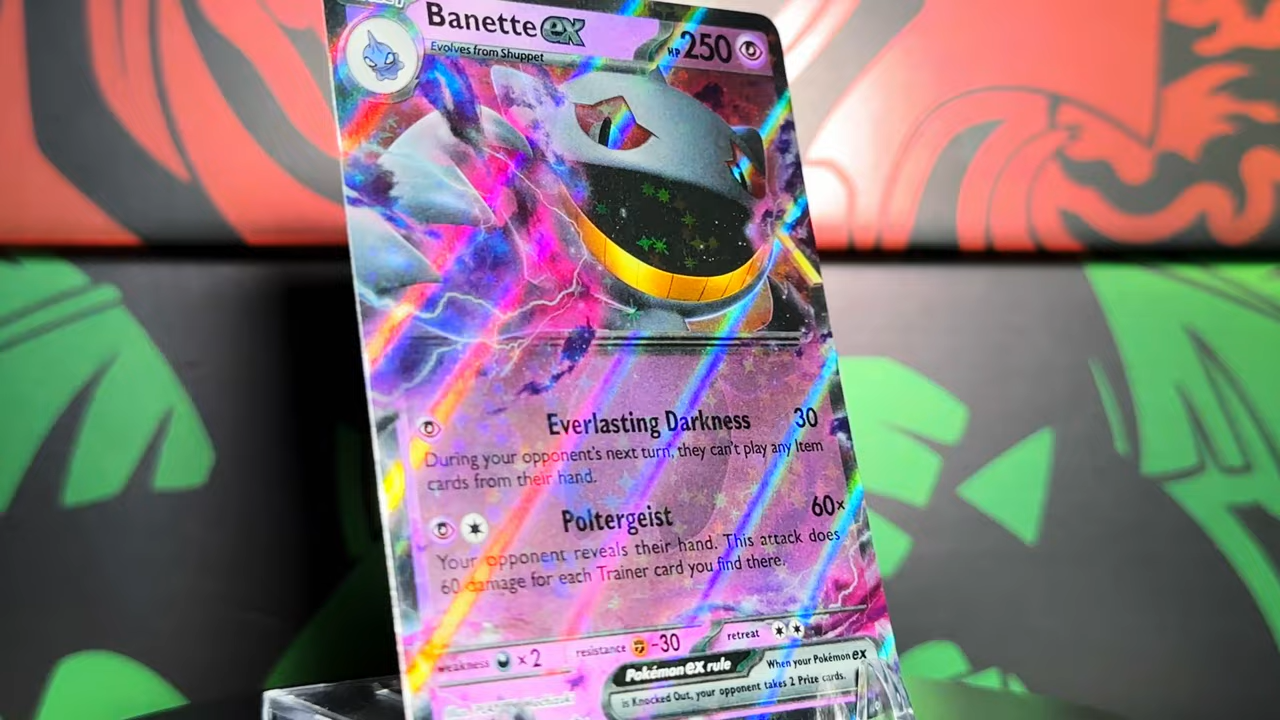 Banette ex
Evolves from Shuppet
HP 250
Everlasting Darkness 30
During your opponent's next turn, they can't play any Item
cards from their hand.
Poltergeist 60×
Your opponent reveals their hand. This attack does
60 damage for each Trainer card you find there.
weakness ×2 resistance -30 retreat
Pokémon ex rule When your Pokémon ex
is Knocked Out, your opponent takes 2 Prize cards.